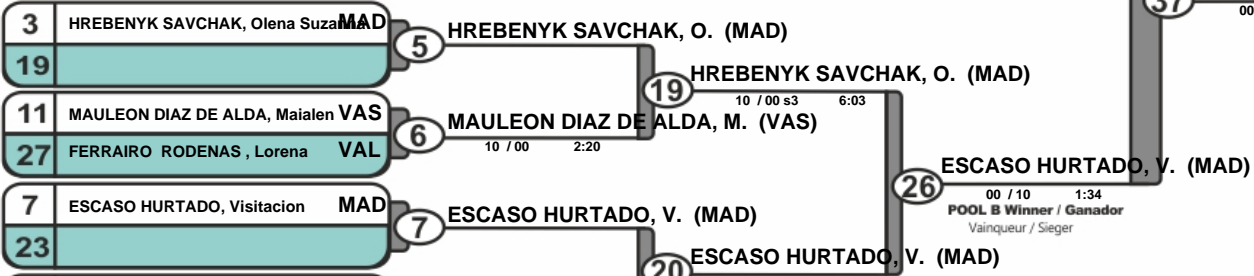 37
00
3 HREBENYK SAVCHAK, Olena Suzanna MAD
19
5
HREBENYK SAVCHAK, O. (MAD)
11 MAULEON DIAZ DE ALDA, Maialen VAS
27 FERRAIRO RODENAS , Lorena VAL
6
MAULEON DIAZ DE ALDA, M. (VAS)
10 / 00 2:20
19
HREBENYK SAVCHAK, O. (MAD)
10 / 00 s3 6:03
7 ESCASO HURTADO, Visitacion MAD
23
7
ESCASO HURTADO, V. (MAD)
20
ESCASO HURTADO, V. (MAD)
26
ESCASO HURTADO, V. (MAD)
00 / 10 1:34
POOL B Winner / Ganador
Vainqueur / Sieger